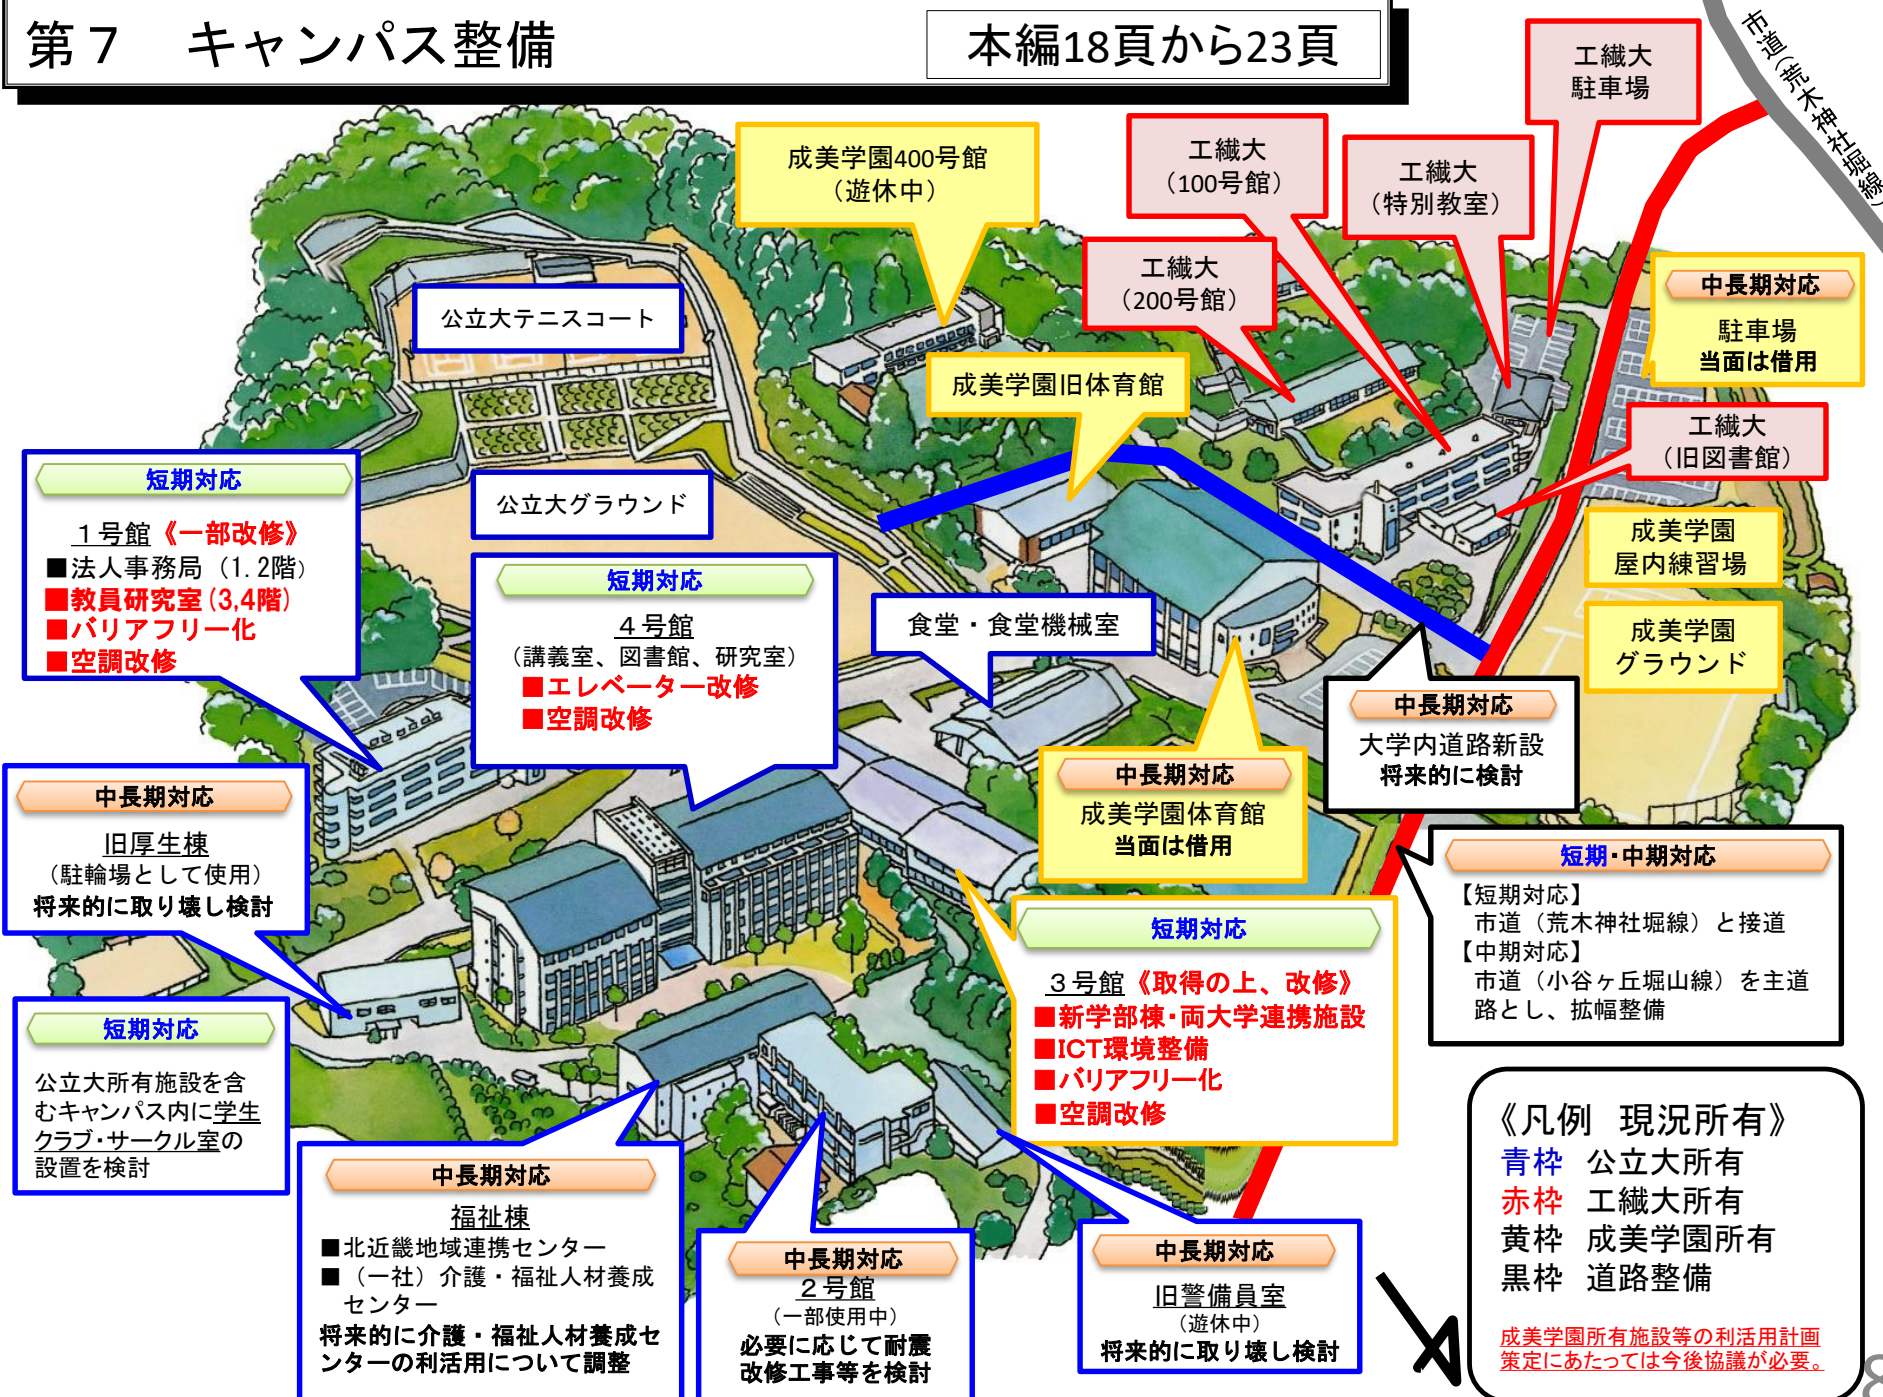 第７　キャンパス整備
本編18頁から23頁
市道（荒木神社堀線）
工繊大
駐車場
成美学園400号館
（遊休中）
工繊大
（100号館）
工繊大
（特別教室）
工繊大
（200号館）
中長期対応
駐車場
当面は借用
公立大テニスコート
成美学園旧体育館
工繊大
（旧図書館）
短期対応
１号館《一部改修》
■法人事務局（1.2階）
■教員研究室(3,4階)
■バリアフリー化
■空調改修
公立大グラウンド
成美学園
屋内練習場
短期対応
４号館
（講義室、図書館、研究室）
■エレベーター改修
■空調改修
食堂・食堂機械室
成美学園
グラウンド
中長期対応
大学内道路新設
将来的に検討
中長期対応
成美学園体育館
当面は借用
中長期対応
旧厚生棟
（駐輪場として使用）
将来的に取り壊し検討
短期・中期対応
【短期対応】
市道（荒木神社堀線）と接道
【中期対応】
市道（小谷ヶ丘堀山線）を主道
路とし、拡幅整備
短期対応
３号館《取得の上、改修》
■新学部棟・両大学連携施設
■ICT環境整備
■バリアフリー化
■空調改修
短期対応
公立大所有施設を含
むキャンパス内に学生
クラブ・サークル室の
設置を検討
中長期対応
福祉棟
■北近畿地域連携センター
■（一社）介護・福祉人材養成
センター
将来的に介護・福祉人材養成セ
ンターの利活用について調整
中長期対応
２号館
（一部使用中）
必要に応じて耐震
改修工事等を検討
中長期対応
旧警備員室
（遊休中）
将来的に取り壊し検討
《凡例　現況所有》
青枠　公立大所有
赤枠　工繊大所有
黄枠　成美学園所有
黒枠　道路整備
成美学園所有施設等の利活用計画
策定にあたっては今後協議が必要。